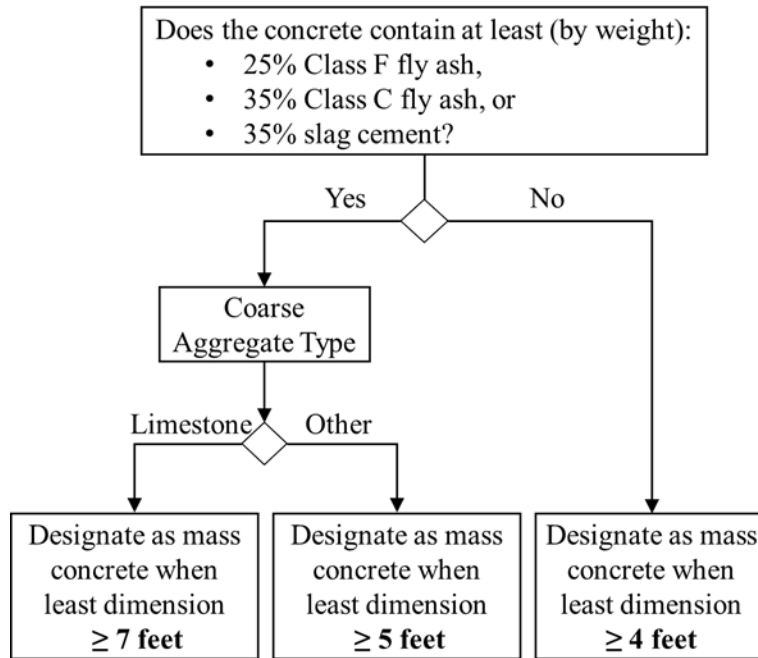 Does the concrete contain at least (by weight):
• 25% Class F fly ash,
• 35% Class C fly ash, or
• 35% slag cement?
Yes
No
Coarse
Aggregate Type
Limestone
Other
Designate as mass
concrete when
least dimension
≥ 7 feet
Designate as mass
concrete when
least dimension
≥ 5 feet
Designate as mass
concrete when
least dimension
≥ 4 feet